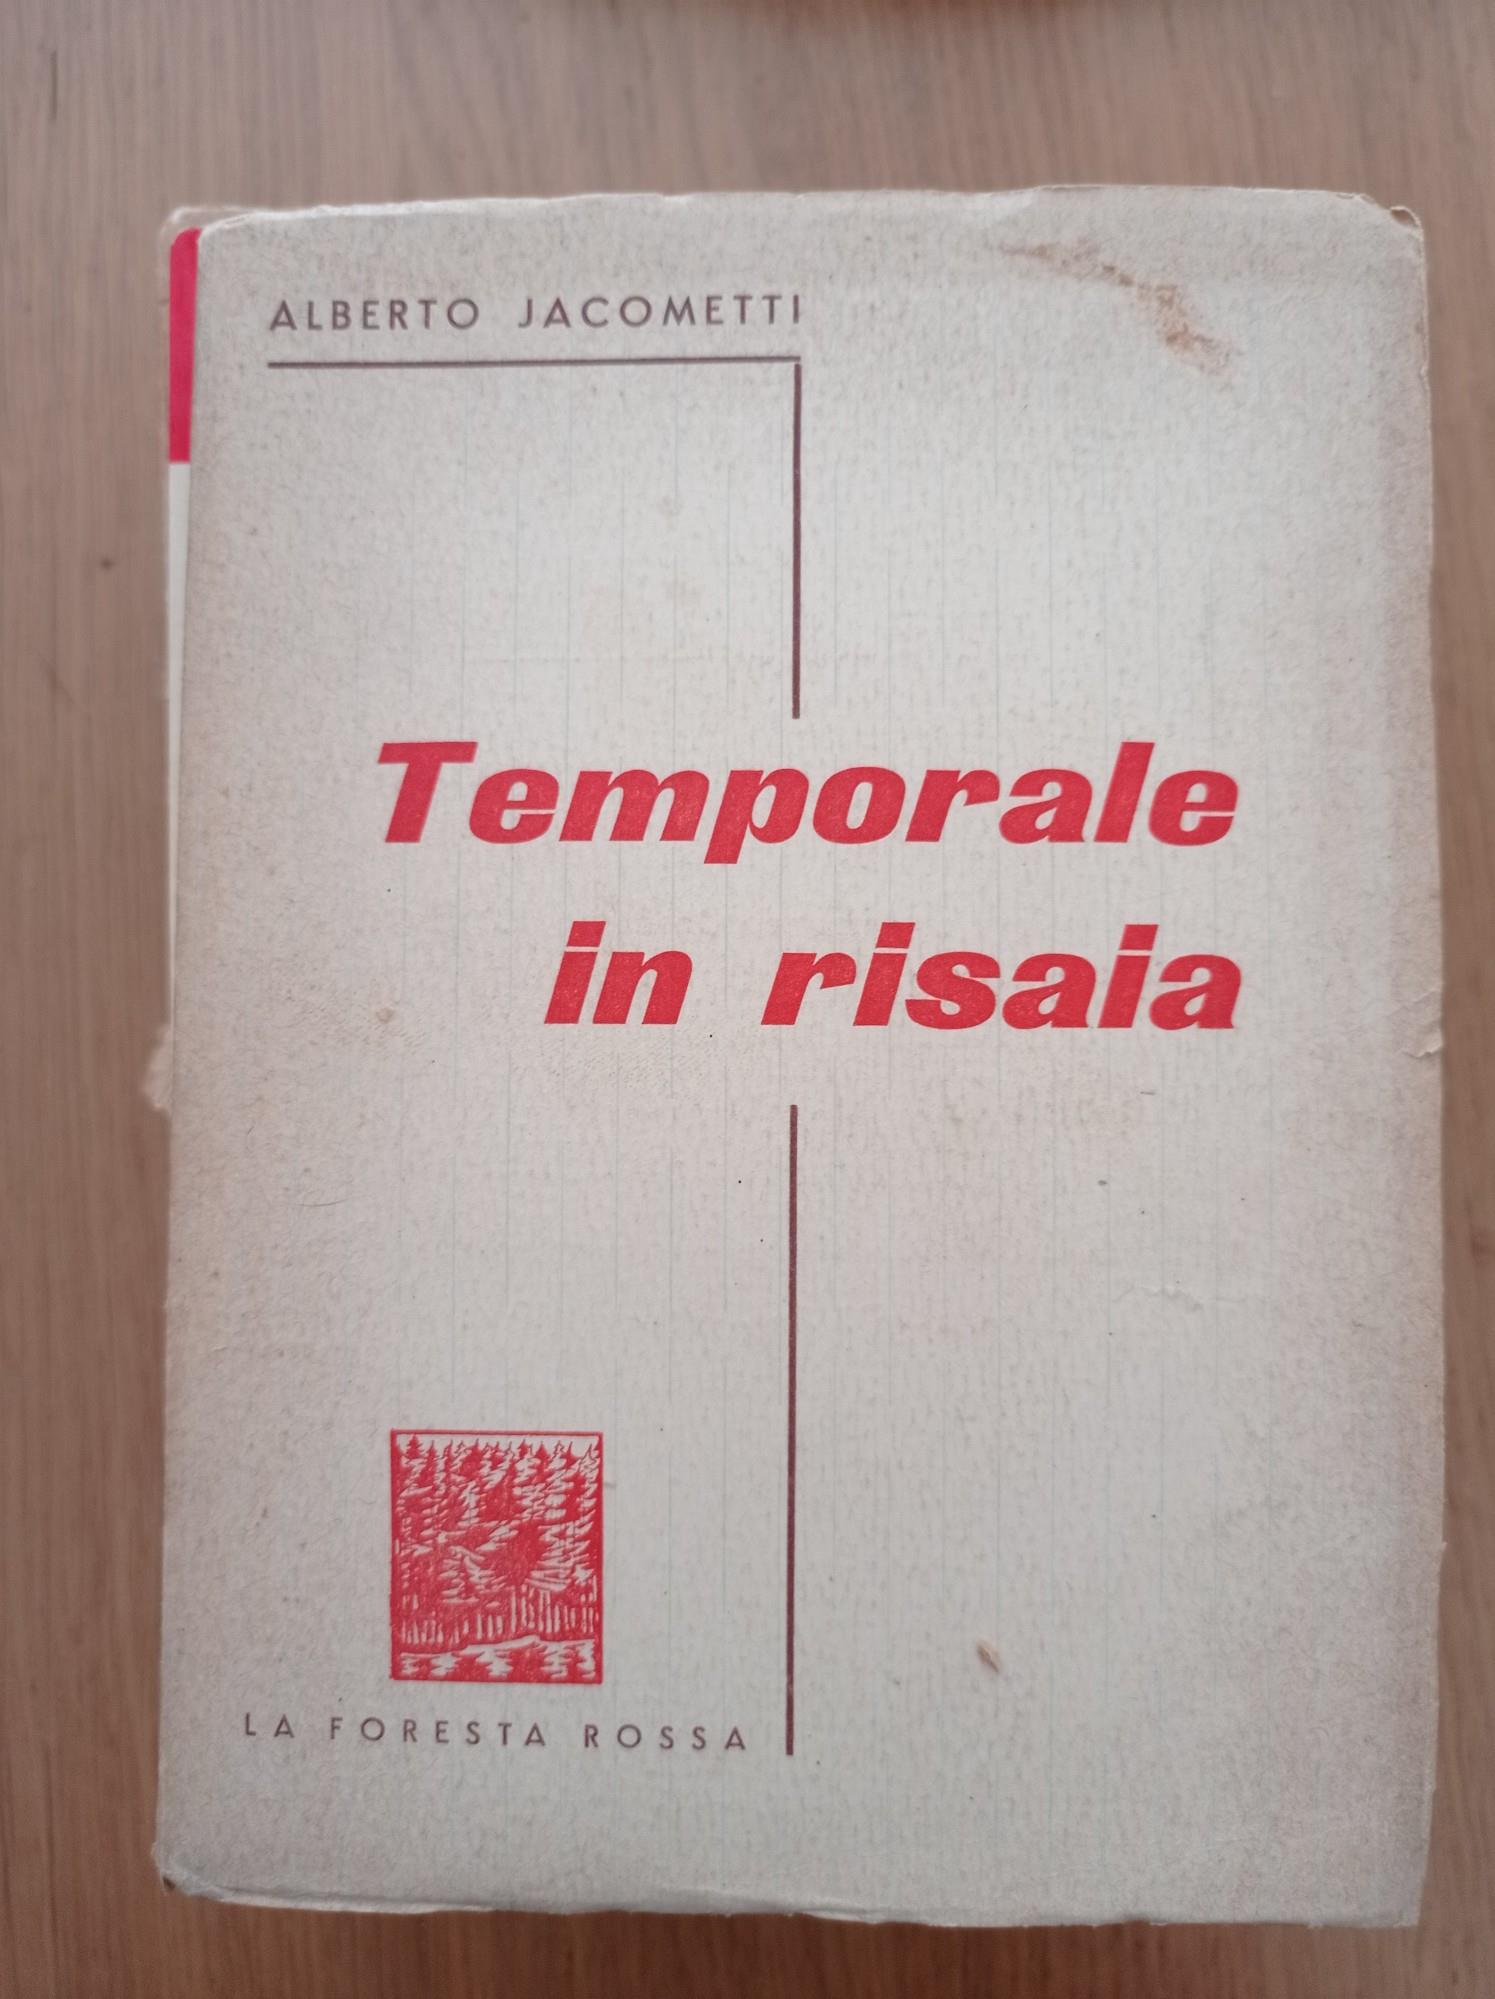 ALBERTO JACOMETTI
Temporale
in risaia
LA FORESTA ROSSA